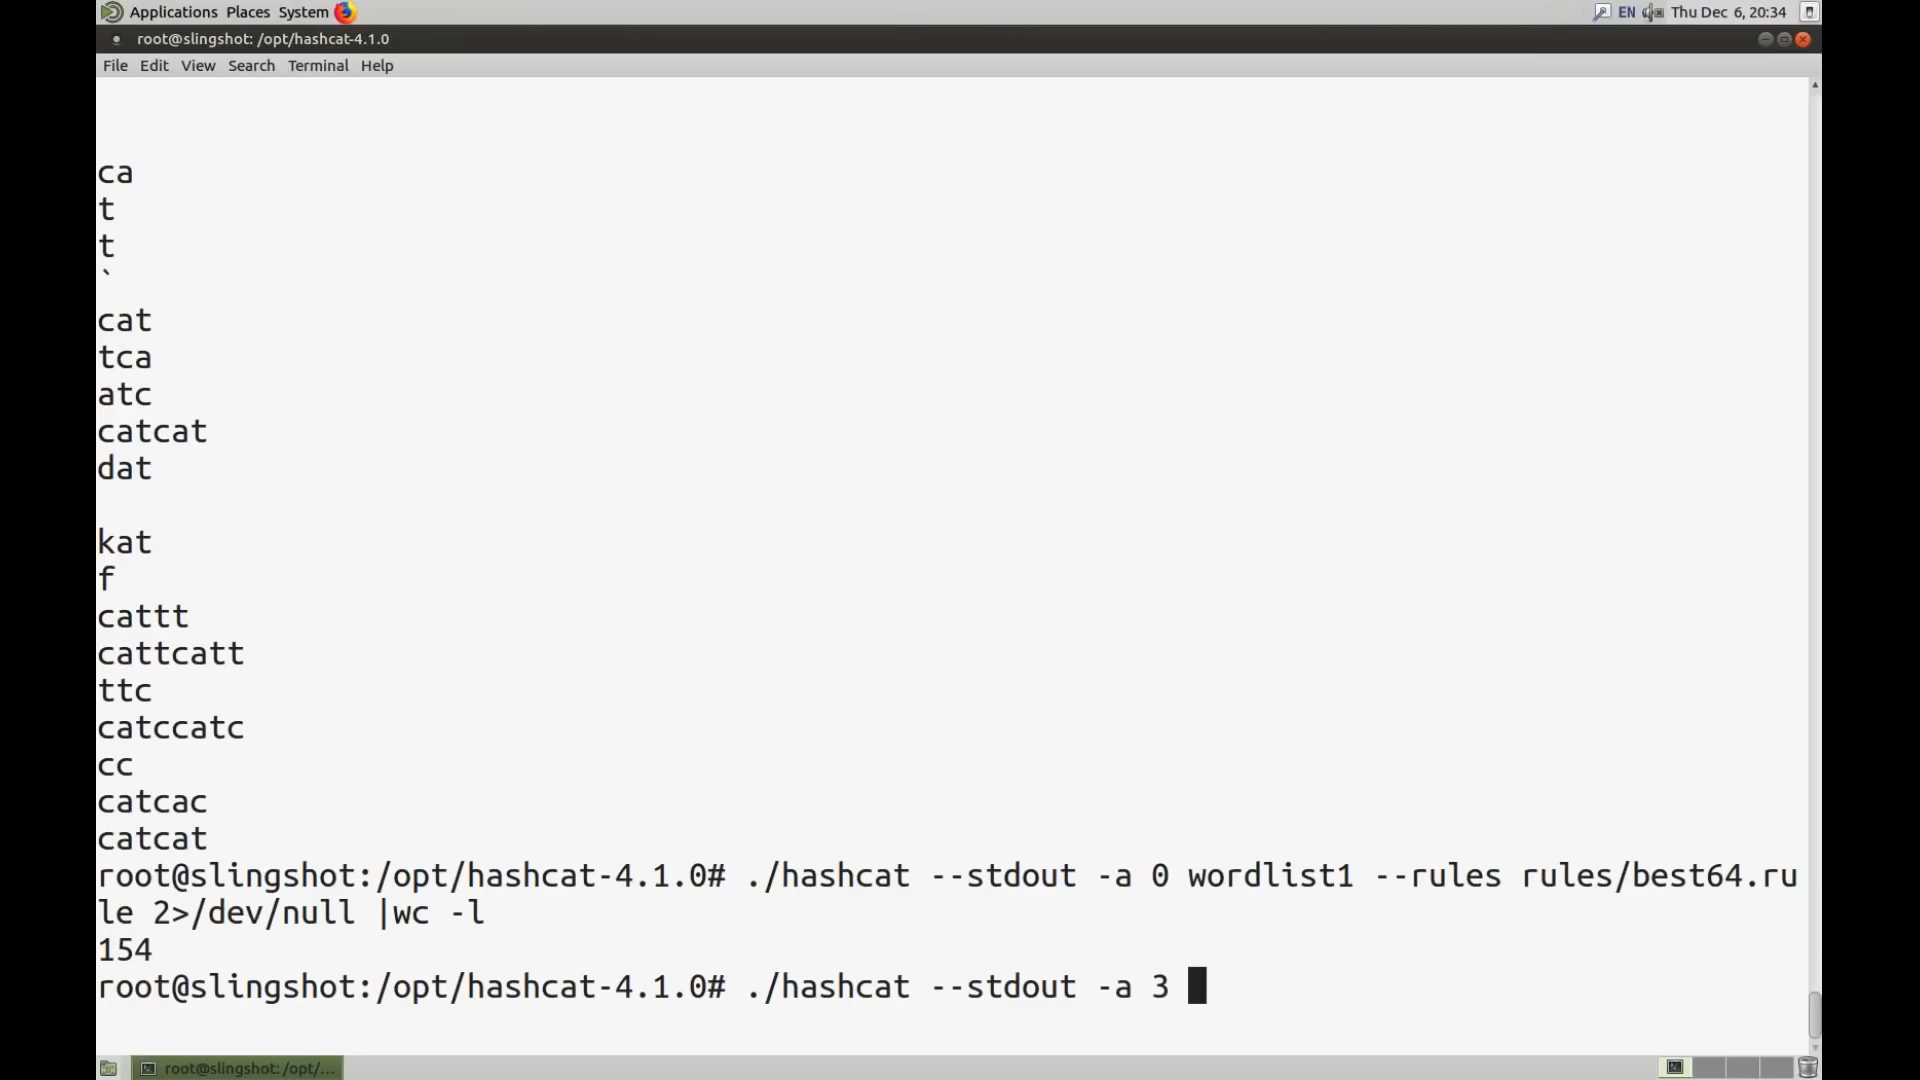 Applications Places System EN Thu Dec 6, 20:34
root@slingshot: /opt/hashcat-4.1.0
File Edit View Search Terminal Help
ca
t
t
`
cat
tca
atc
catcat
dat
kat
f
cattt
cattcatt
ttc
catccatc
cc
catcac
catcat
root@slingshot:/opt/hashcat-4.1.0# ./hashcat --stdout -a 0 wordlist1 --rules rules/best64.ru
le 2>/dev/null |wc -l
154
root@slingshot:/opt/hashcat-4.1.0# ./hashcat --stdout -a 3
root@slingshot: /opt/...